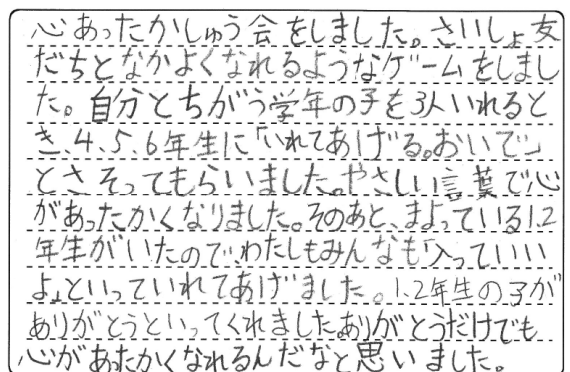 心あったかしゅう会をしました。さいしょ友
だちとなかよくなれるようなゲームをしまし
た。自分とちがう学年の子を3人いれると
き、4、5、6年生に「いれてあげる。おいで」
とさそってもらいました。やさしい言葉で心
があったかくなりました。そのあと、まよっている1.2
年生がいたので、わたしもみんなも「入っていい
よ」といっていれてあげました。1、2年生の子が
ありがとうといってくれました。ありがとうだけでも
心があったかくなれるんだなと思いました。